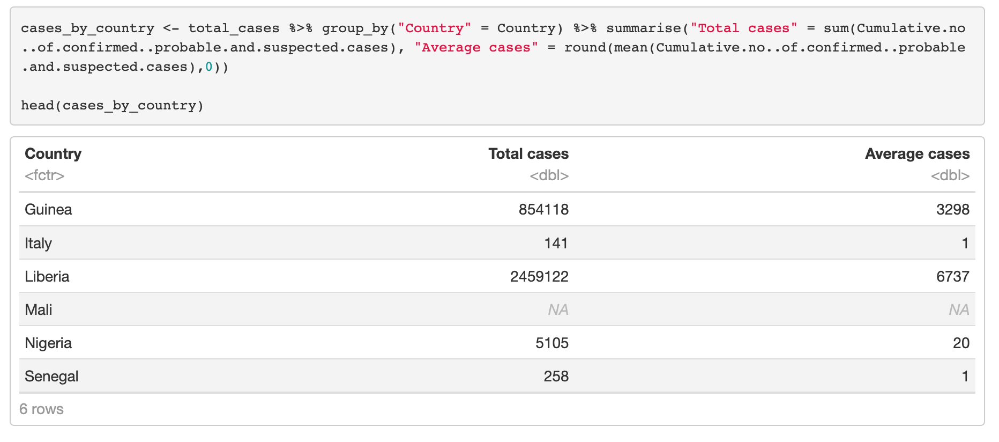 cases_by_country <- total_cases %>% group_by("Country" = Country) %>% summarise("Total cases" = sum(Cumulative.no
..of.confirmed..probable.and.suspected.cases), "Average cases" = round(mean(Cumulative.no..of.confirmed..probable
.and.suspected.cases),0))
head(cases_by_country)
Country Total cases Average cases
<fctr> <dbl> <dbl>
Guinea 854118 3298
Italy 141 1
Liberia 2459122 6737
Mali NA NA
Nigeria 5105 20
Senegal 258 1
6 rows